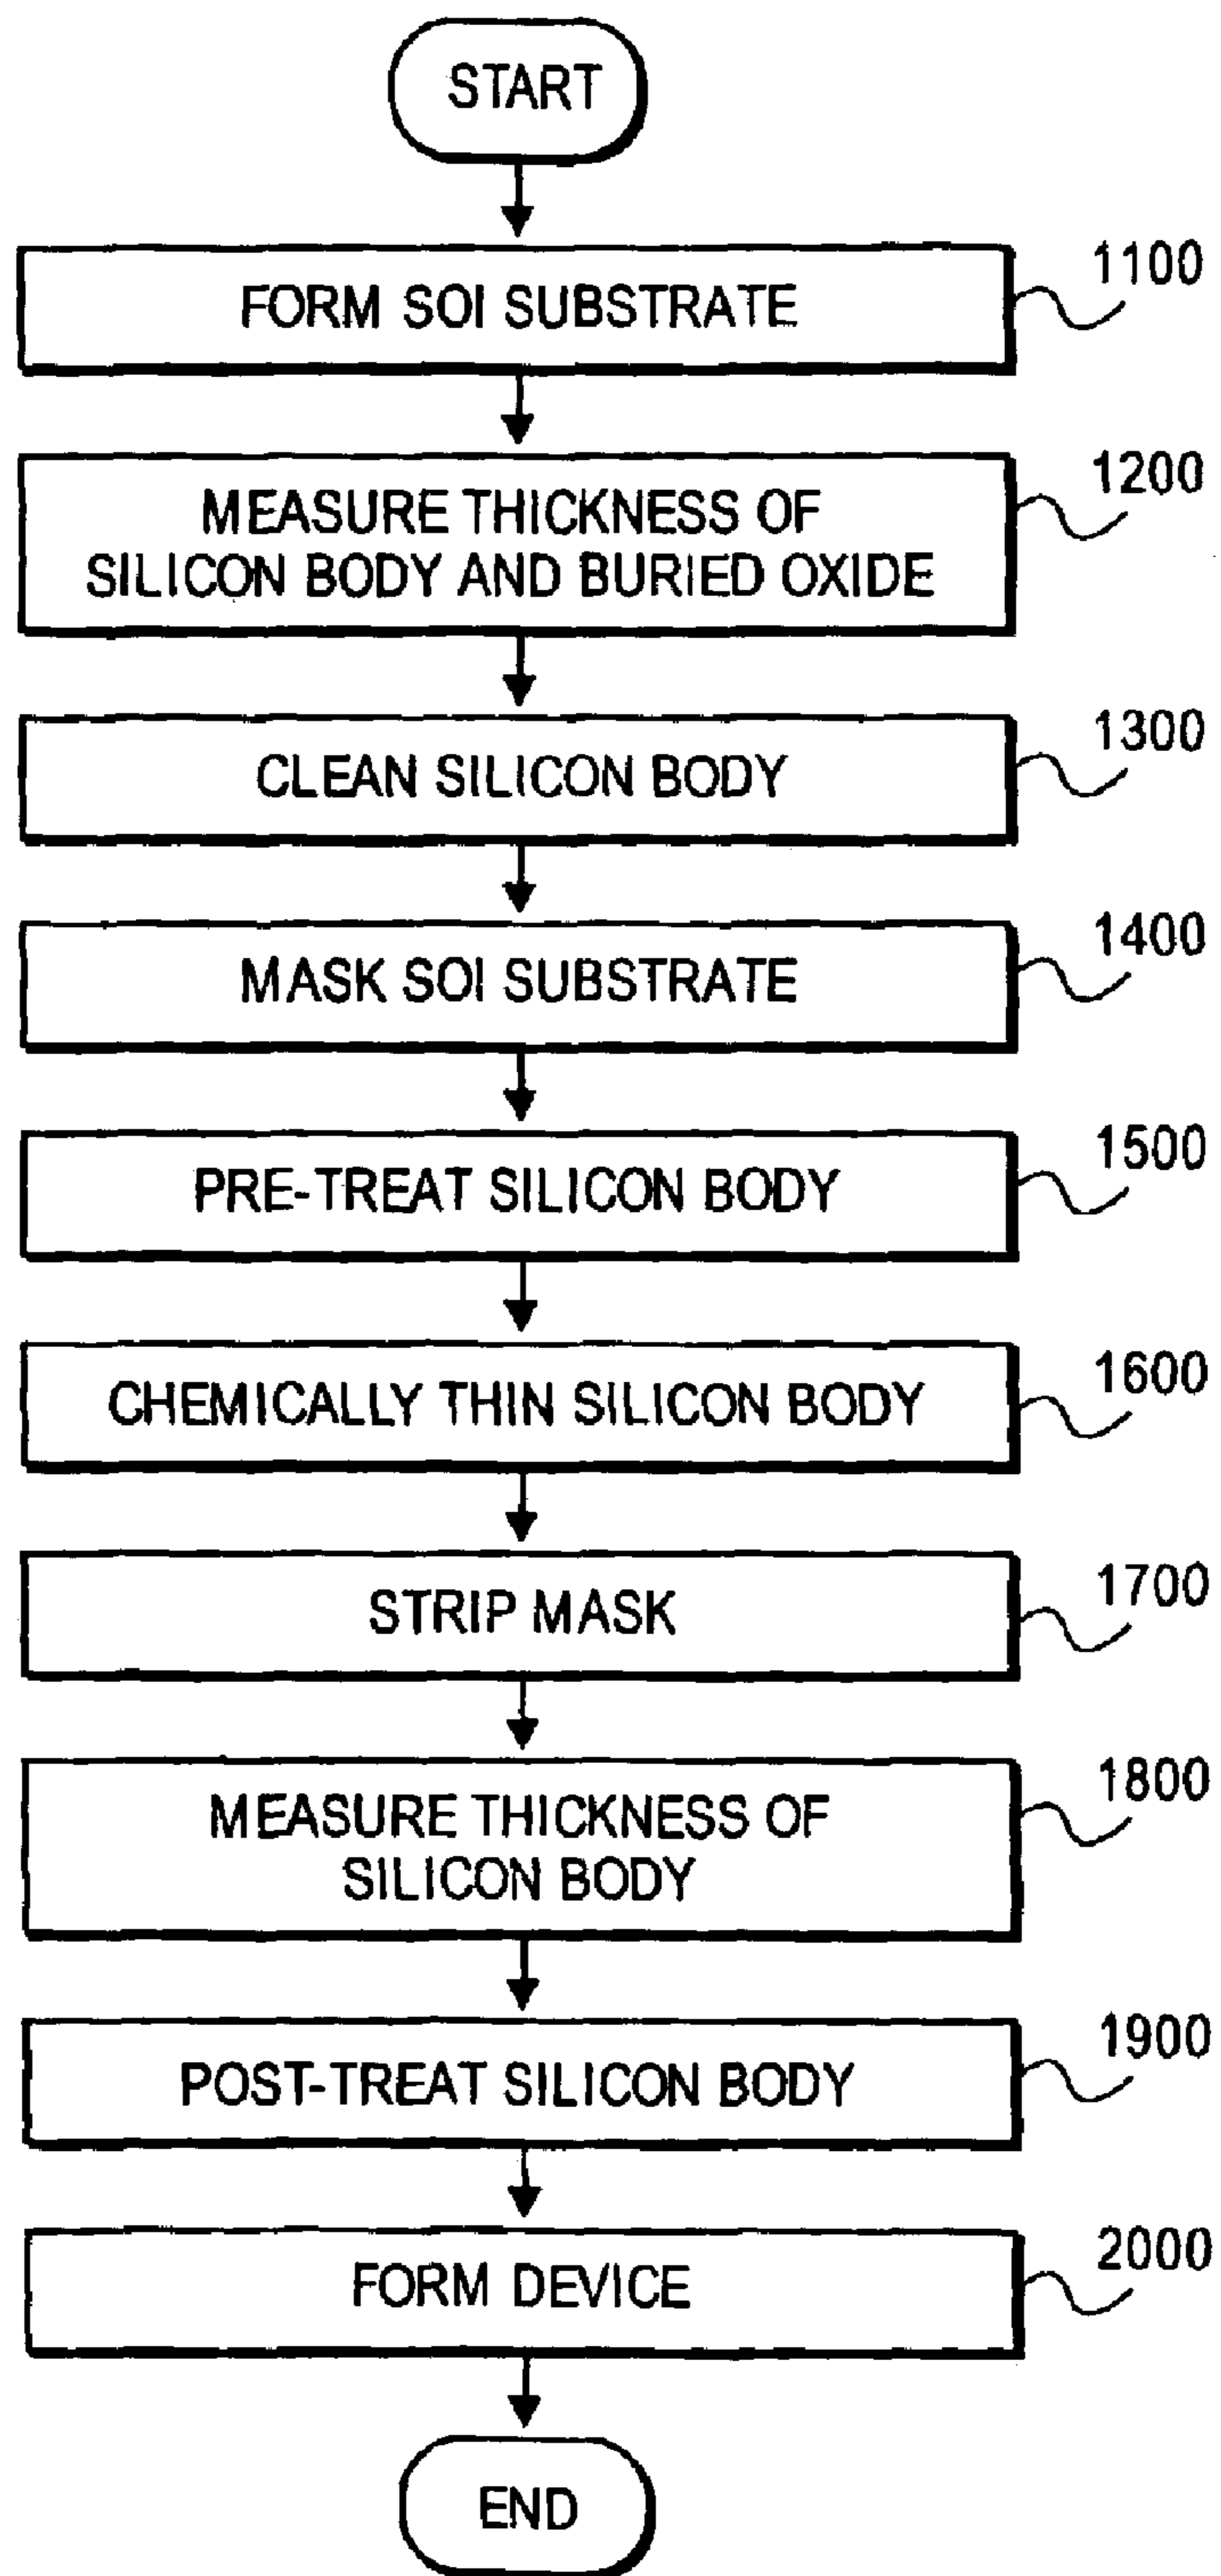 START
FORM SOI SUBSTRATE
1100
MEASURE THICKNESS OF
SILICON BODY AND BURIED OXIDE
1200
CLEAN SILICON BODY
1300
MASK SOI SUBSTRATE
1400
PRE-TREAT SILICON BODY
1500
CHEMICALLY THIN SILICON BODY
1600
STRIP MASK
1700
MEASURE THICKNESS OF
SILICON BODY
1800
POST-TREAT SILICON BODY
1900
FORM DEVICE
2000
END